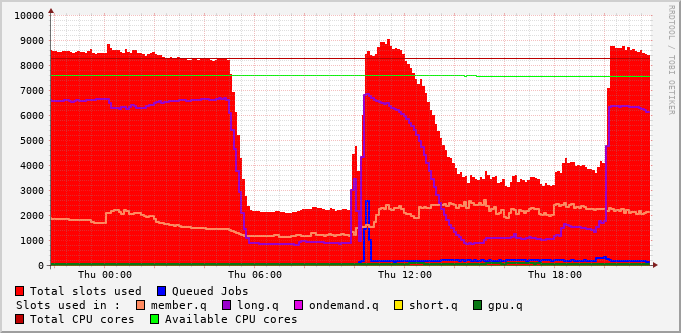 10000
9000
8000
7000
6000
5000
4000
3000
2000
1000
0
Thu 00:00 Thu 06:00 Thu 12:00 Thu 18:00
RRDTOOL / TOBI OETIKER
Total slots used Queued Jobs
Slots used in : member.q long.q ondemand.q short.q gpu.q
Total CPU cores Available CPU cores